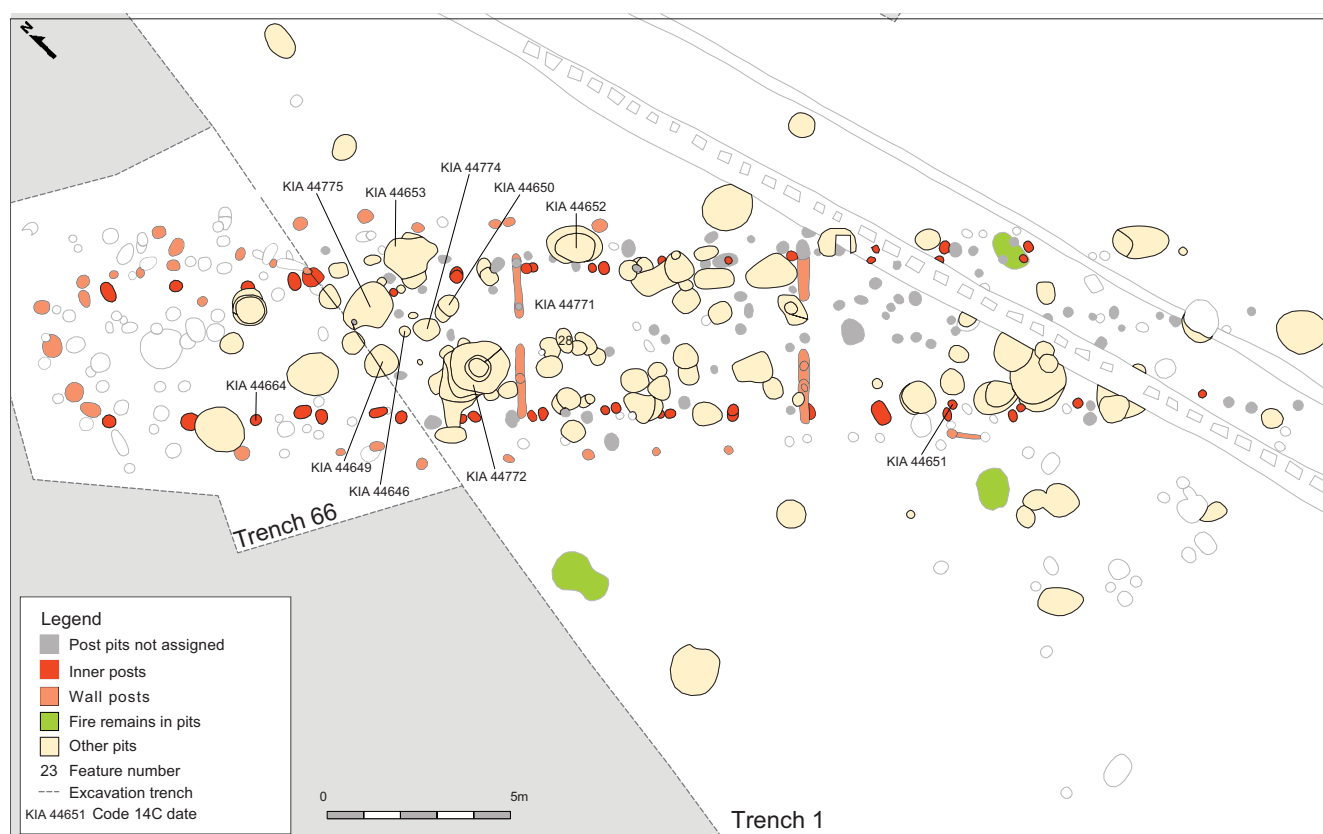 N
KIA 44774
KIA 44650
KIA 44775
KIA 44653
KIA 44652
KIA 44771
28
KIA 44664
KIA 44649
KIA 44646
KIA 44772
KIA 44651
Trench 66
Legend
Post pits not assigned
Inner posts
Wall posts
Fire remains in pits
Other pits
23 Feature number
Excavation trench
KIA 44651 Code 14C date
0 5m
Trench 1